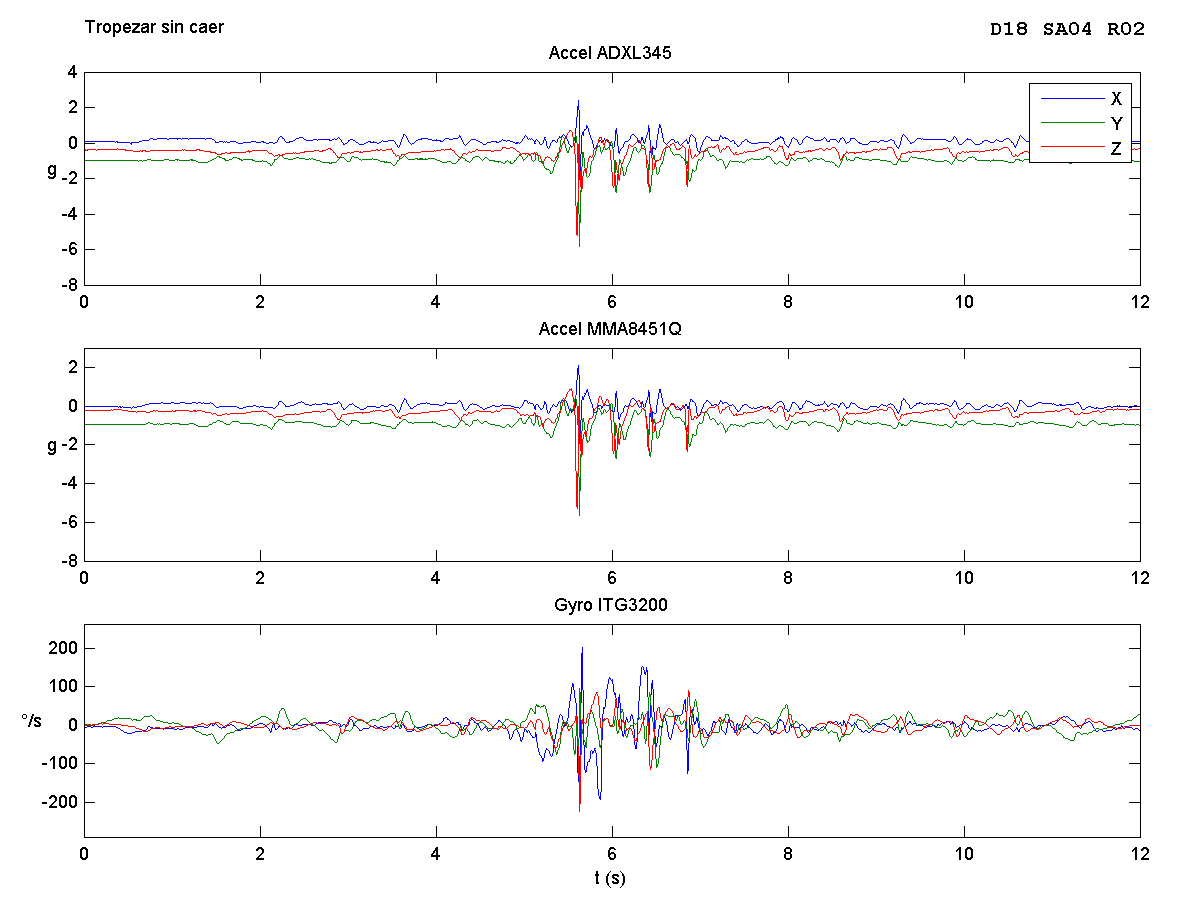 Tropezar sin caer
D18 SA04 R02
Accel ADXL345
4
2
0
-2
-4
-6
-8
g
X
Y
Z
0 2 4 6 8 10 12
Accel MMA8451Q
2
0
-2
-4
-6
-8
g
0 2 4 6 8 10 12
Gyro ITG3200
200
100
0
-100
-200
°/s
0 2 4 6 8 10 12
t (s)